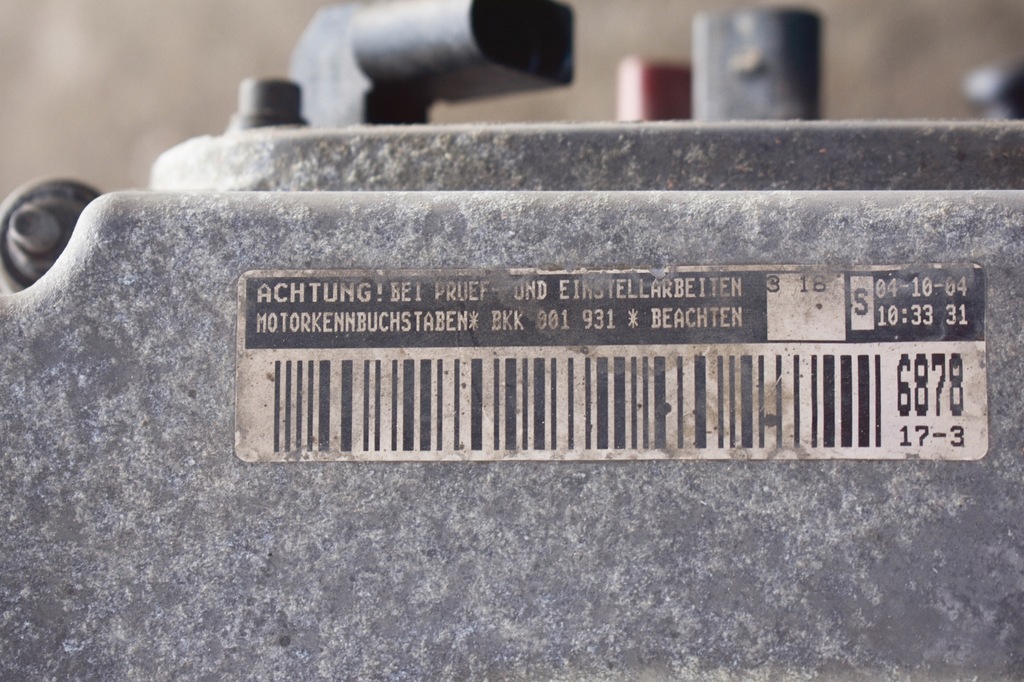 ACHTUNG! BEI PRUEF- UND EINSTELLARBEITEN
MOTORKENNBUCHSTABEN* BKK 001 931 * BEACHTEN
3 18
S
04-10-04
10:33 31
6878
17-3